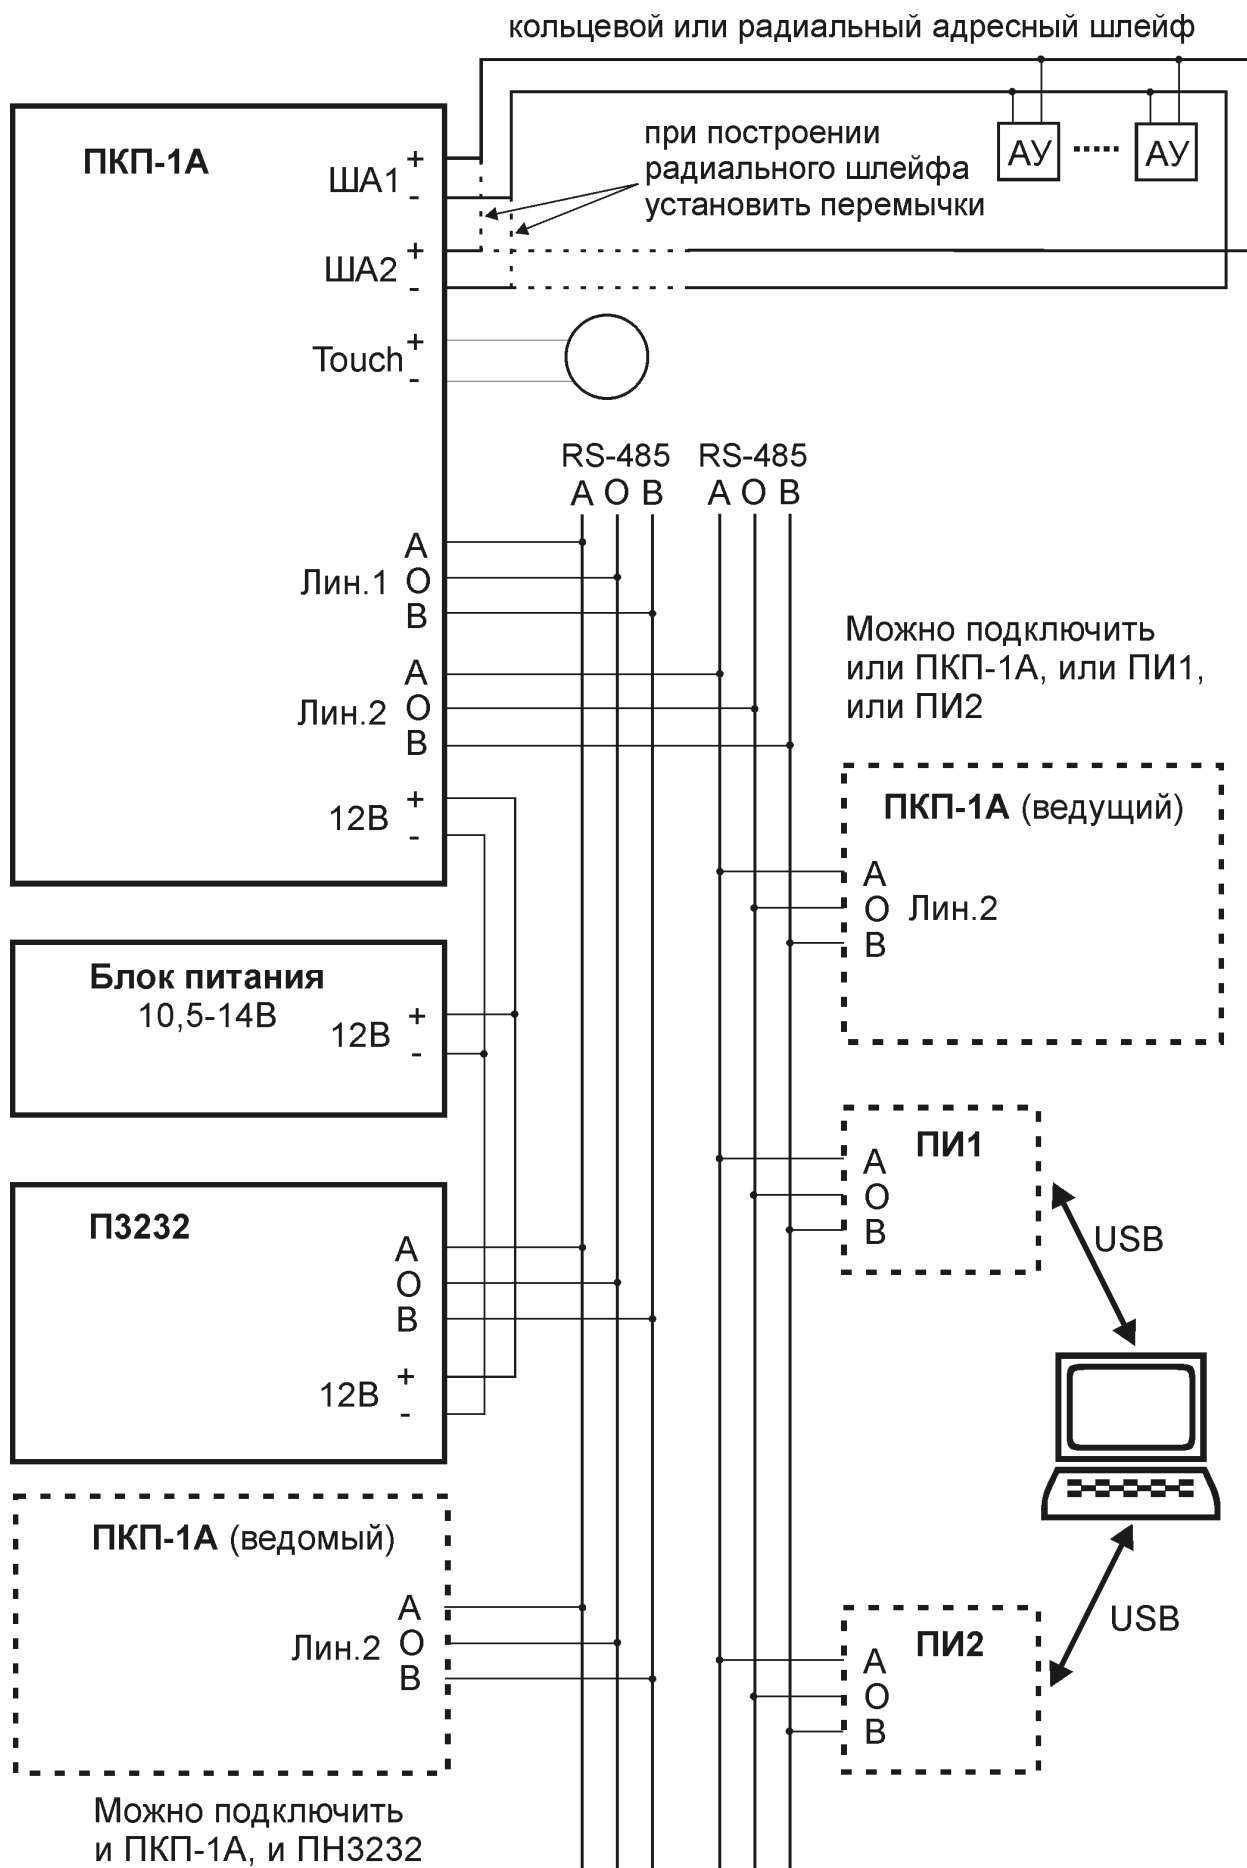 кольцевой или радиальный адресный шлейф
ПКП-1А
ША1
+
-
при построении
радиального шлейфа
установить перемычки
АУ ..... АУ
ША2
+
-
Touch
+
-
RS-485 RS-485
А О В А О В
А
Лин.1 О
В
А
Лин.2 О
В
12В
+
-
Можно подключить
или ПКП-1А, или ПИ1,
или ПИ2
ПКП-1А (ведущий)
А
О Лин.2
В
Блок питания
10,5-14В
12В
+
-
ПИ1
А
О
В
USB
П3232
А
О
В
12В
+
-
ПКП-1А (ведомый)
А
Лин.2 О
В
Можно подключить
и ПКП-1А, и ПН3232
ПИ2
А
О
В
USB